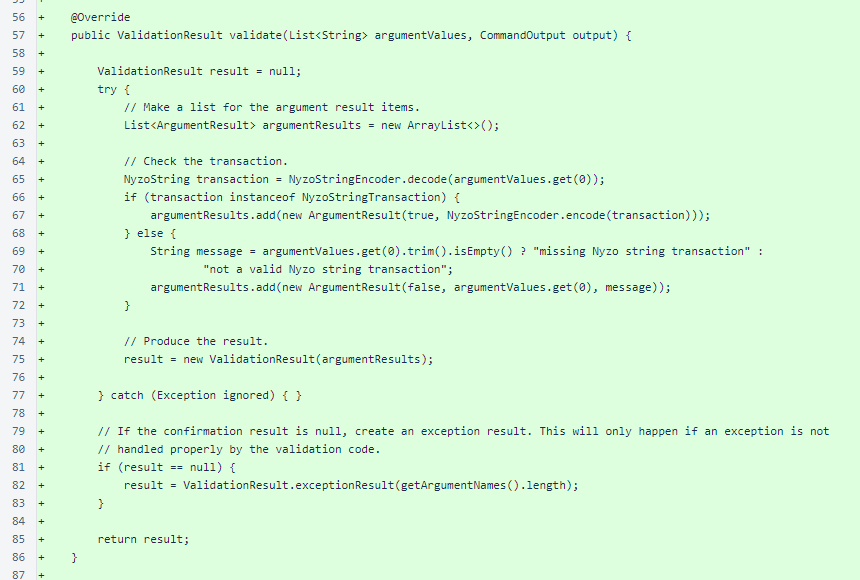 56 +     @Override
57 +     public ValidationResult validate(List<String> argumentValues, CommandOutput output) {
58 +
59 +         ValidationResult result = null;
60 +         try {
61 +             // Make a list for the argument result items.
62 +             List<ArgumentResult> argumentResults = new ArrayList<>();
63 +
64 +             // Check the transaction.
65 +             NyzoString transaction = NyzoStringEncoder.decode(argumentValues.get(0));
66 +             if (transaction instanceof NyzoStringTransaction) {
67 +                 argumentResults.add(new ArgumentResult(true, NyzoStringEncoder.encode(transaction)));
68 +             } else {
69 +                 String message = argumentValues.get(0).trim().isEmpty() ? "missing Nyzo string transaction" :
70 +                         "not a valid Nyzo string transaction";
71 +                 argumentResults.add(new ArgumentResult(false, argumentValues.get(0), message));
72 +             }
73 +
74 +             // Produce the result.
75 +             result = new ValidationResult(argumentResults);
76 +
77 +         } catch (Exception ignored) { }
78 +
79 +         // If the confirmation result is null, create an exception result. This will only happen if an exception is not
80 +         // handled properly by the validation code.
81 +         if (result == null) {
82 +             result = ValidationResult.exceptionResult(getArgumentNames().length);
83 +         }
84 +
85 +         return result;
86 +     }
87 +